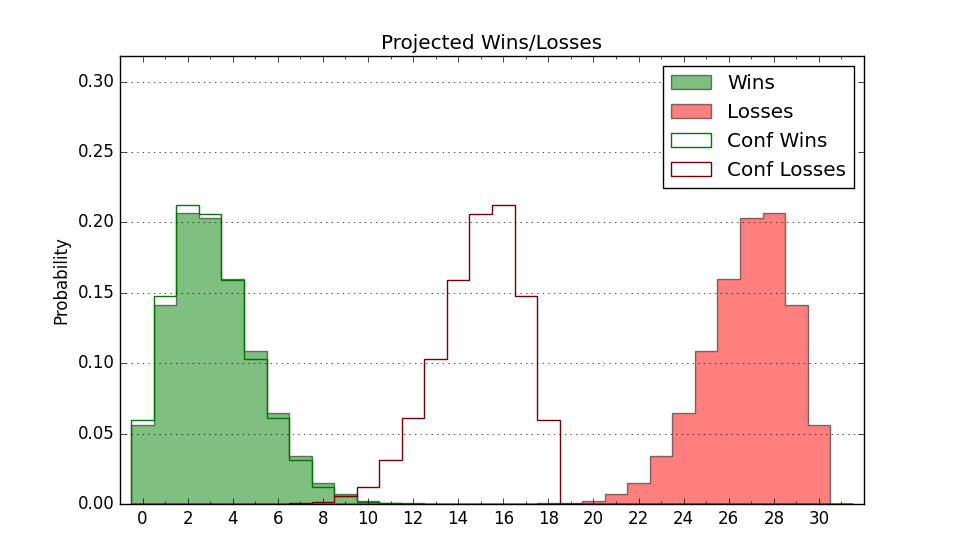 Projected Wins/Losses
Wins
Losses
Conf Wins
Conf Losses
Probability
0.30
0.25
0.20
0.15
0.10
0.05
0.00
0 2 4 6 8 10 12 14 16 18 20 22 24 26 28 30